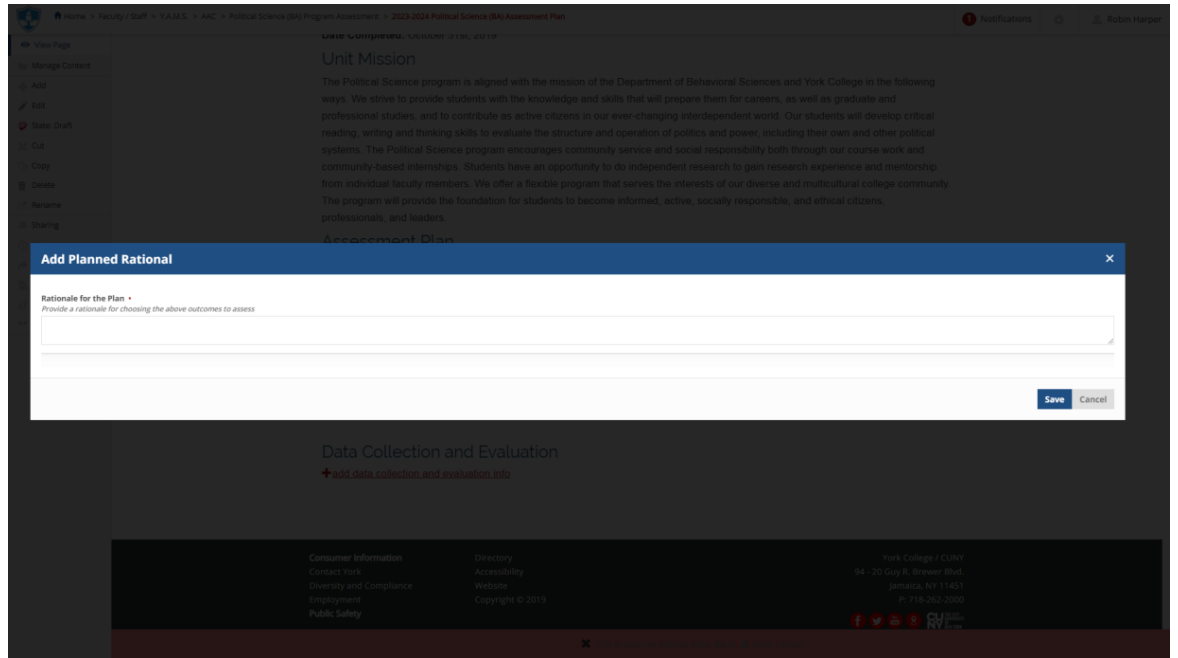 Home > Faculty / Staff > Y.A.M.S. > AAC > Political Science (BA) Program Assessment > 2023-2024 Political Science (BA) Assessment Plan
1 Notifications
Robin Harper
View Page
Manage Content
Add
Edit
State: Draft
Cut
Copy
Delete
Rename
Sharing
Date Completed: October 31st, 2019
Unit Mission
The Political Science program is aligned with the mission of the Department of Behavioral Sciences and York College in the following
ways. We strive to provide students with the knowledge and skills that will prepare them for careers, as well as graduate and
professional studies, and to contribute as active citizens in our ever-changing interdependent world. Our students will develop critical
reading, writing and thinking skills to evaluate the structure and operation of politics and power, including their own and other political
systems. The Political Science program encourages community service and social responsibility both through our course work and
community-based internships. Students have an opportunity to do independent research to gain research experience and mentorship
from individual faculty members. We offer a flexible program that serves the interests of our diverse and multicultural college community.
The program will provide the foundation for students to become informed, active, socially responsible, and ethical citizens,
professionals, and leaders.
Assessment Plan
Add Planned Rational
×
Rationale for the Plan •
Provide a rationale for choosing the above outcomes to assess
Save Cancel
Data Collection and Evaluation
+add data collection and evaluation info
Consumer Information
Contact York
Diversity and Compliance
Employment
Public Safety
Directory
Accessibility
Website
Copyright © 2019
York College / CUNY
94 - 20 Guy R. Brewer Blvd.
Jamaica, NY 11451
P: 718-262-2000
CUNY